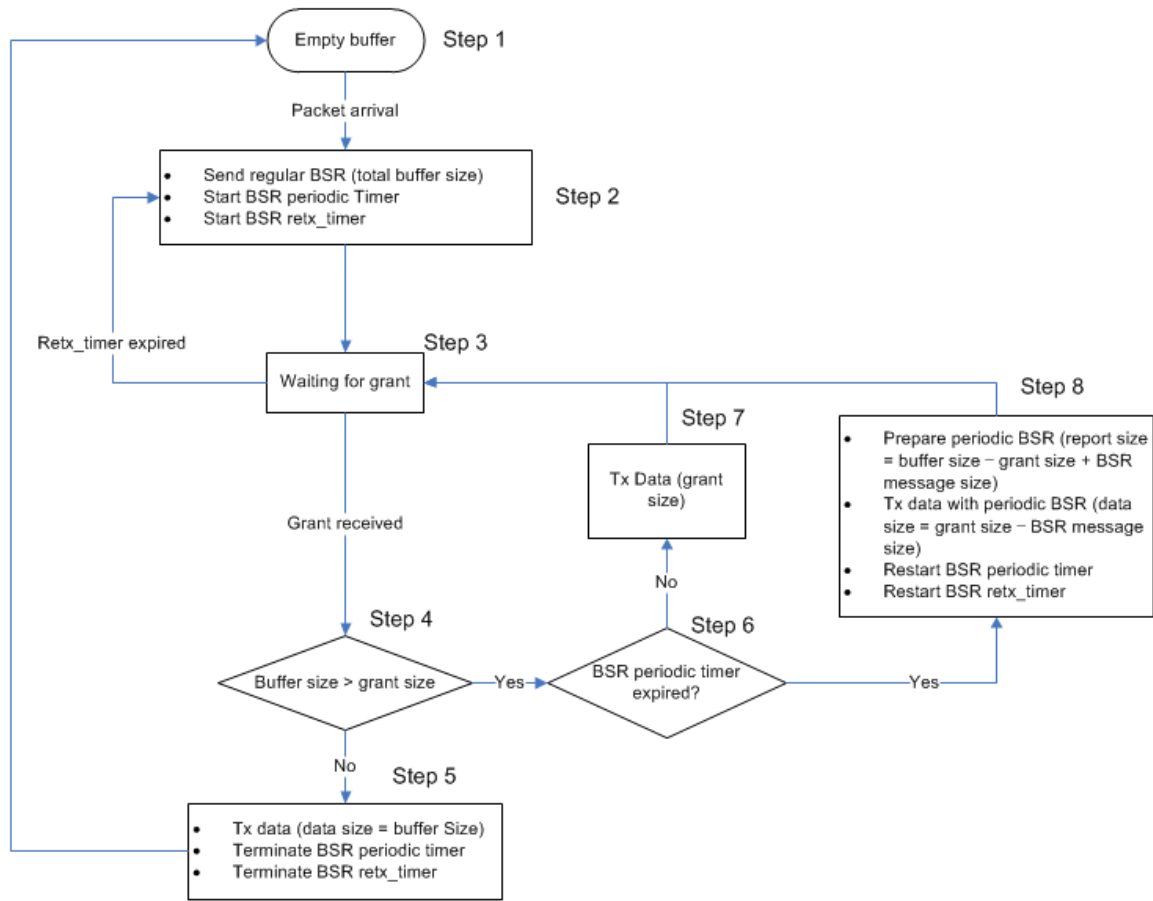 Empty buffer
Step 1
Packet arrival
• Send regular BSR (total buffer size)
• Start BSR periodic Timer
• Start BSR retx_timer
Step 2
Retx_timer expired
Step 3
Waiting for grant
Step 8
Step 7
• Prepare periodic BSR (report size
= buffer size − grant size + BSR
message size)
• Tx data with periodic BSR (data
size = grant size − BSR message
size)
• Restart BSR periodic timer
• Restart BSR retx_timer
Tx Data (grant
size)
Grant received
No
Step 4
Step 6
Buffer size > grant size
Yes
BSR periodic timer
expired?
Yes
No
Step 5
• Tx data (data size = buffer Size)
• Terminate BSR periodic timer
• Terminate BSR retx_timer